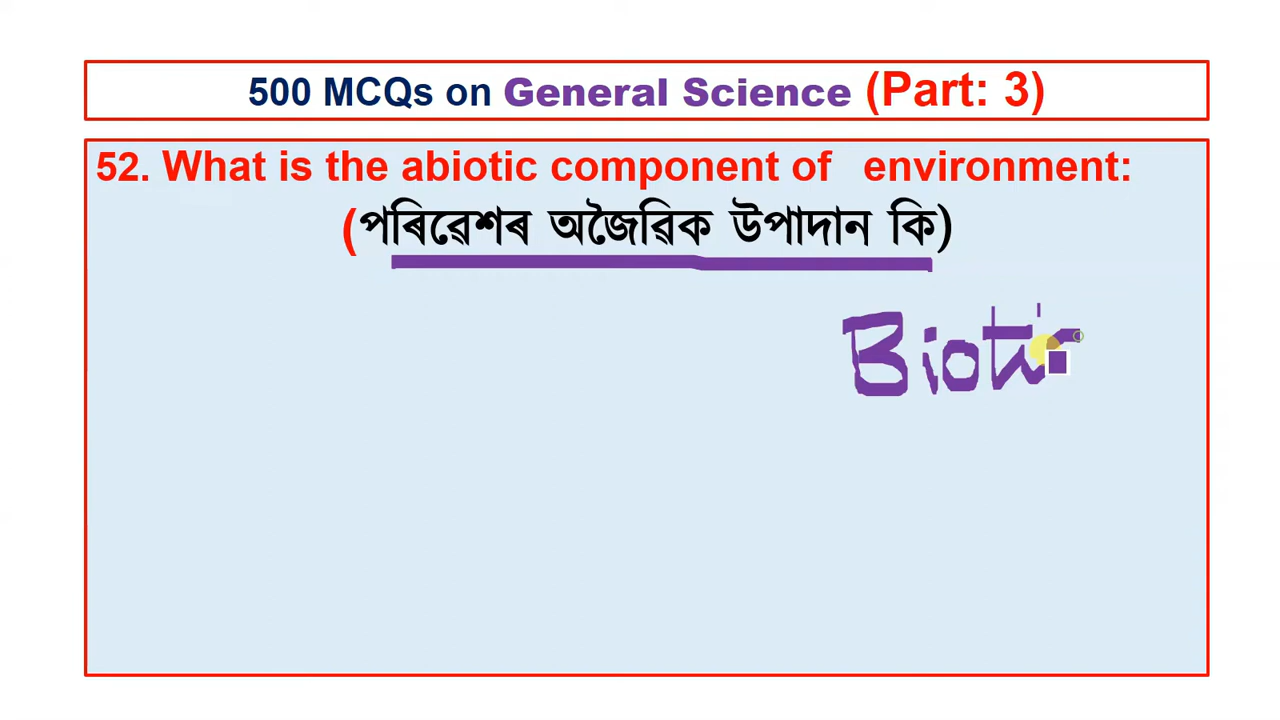 500 MCQs on General Science (Part: 3)
52. What is the abiotic component of environment:
(পৰিৱেশৰ অজৈৱিক উপাদান কি)
Biotic